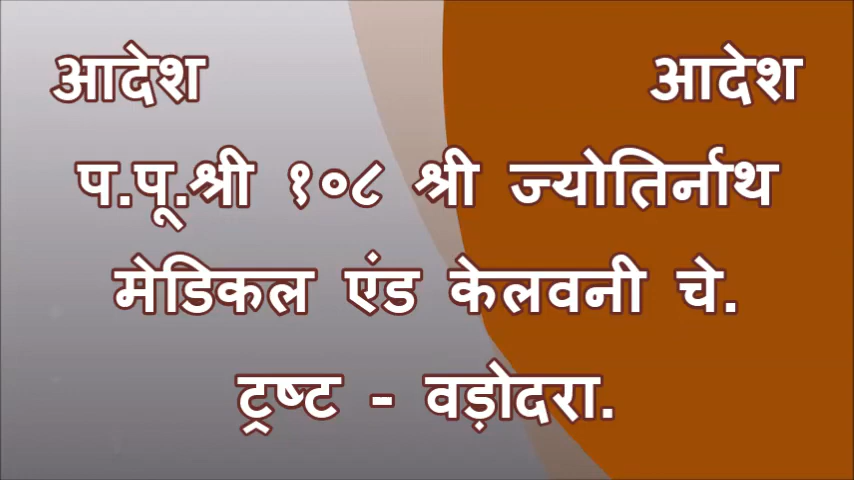 आदेश आदेश
प.पू.श्री १०८ श्री ज्योतिर्नाथ
मेडिकल एंड केलवनी चे.
ट्रष्ट - वड़ोदरा.